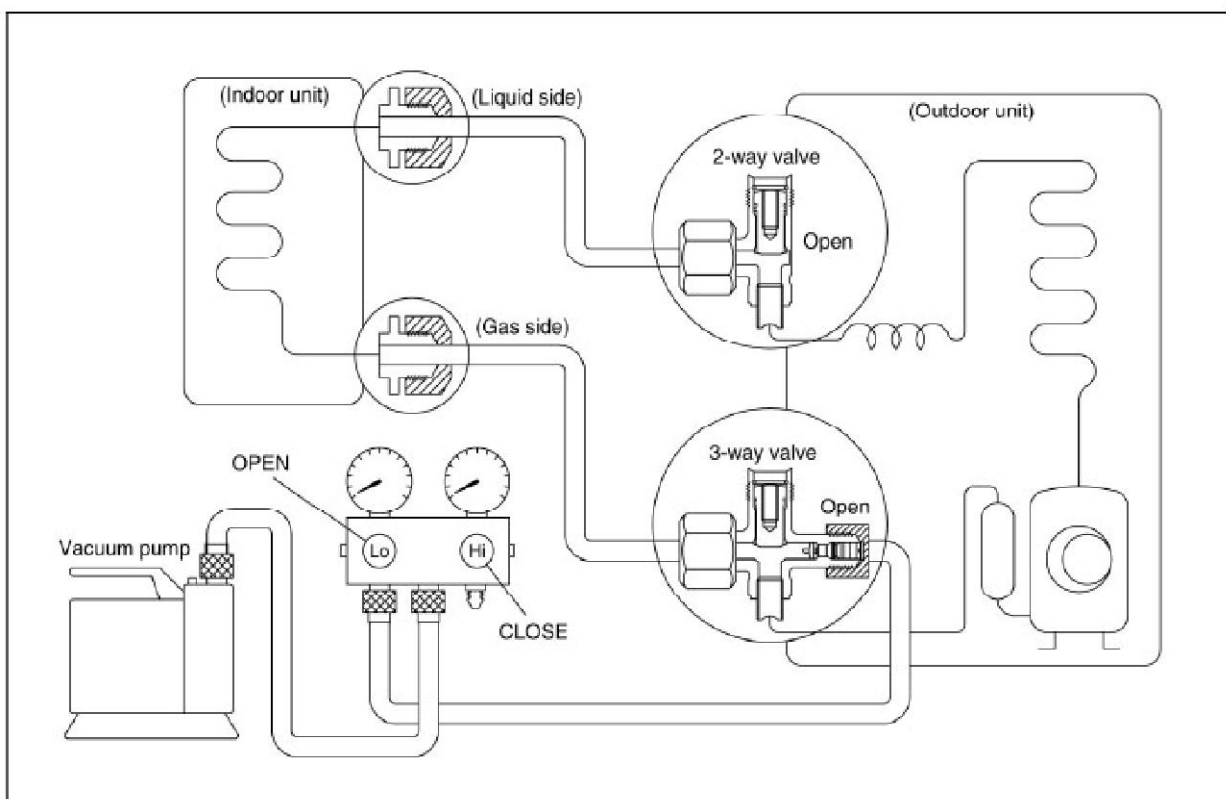 (Indoor unit)
(Liquid side)
(Outdoor unit)
2-way valve
Open
(Gas side)
3-way valve
Open
OPEN
Lo
Hi
Vacuum pump
CLOSE